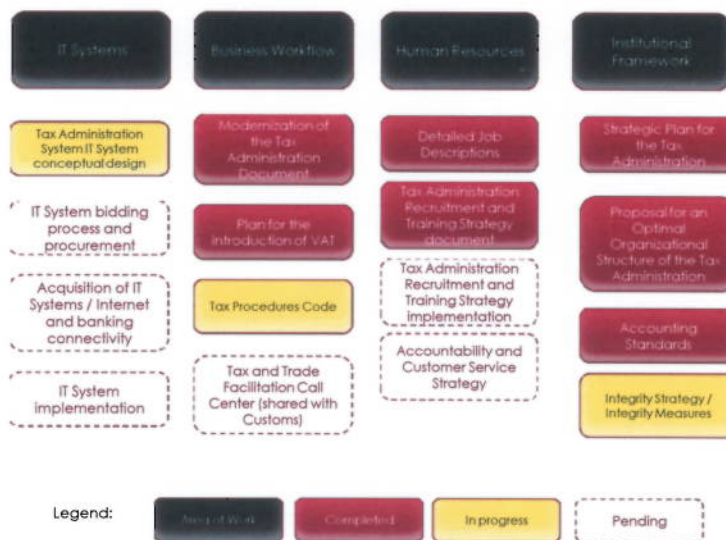 IT Systems
Business Workflow
Human Resources
Institutional
Framework
Tax Administration
System IT System
conceptual design
IT System bidding
process and
procurement
Acquisition of IT
Systems / Internet
and banking
connectivity
IT System
implementation
Modernization of
the Tax
Administration
Document
Plan for the
introduction of VAT
Tax Procedures Code
Tax and Trade
Facilitation Call
Center (shared with
Customs)
Detailed Job
Descriptions
Tax Administration
Recruitment and
Training Strategy
document
Tax Administration
Recruitment and
Training Strategy
implementation
Accountability and
Customer Service
Strategy
Strategic Plan for
the Tax
Administration
Proposal for an
Optimal
Organizational
Structure of the Tax
Administration
Accounting
Standards
Integrity Strategy /
Integrity Measures
Legend:
Area of Work
Completed
In progress
Pending